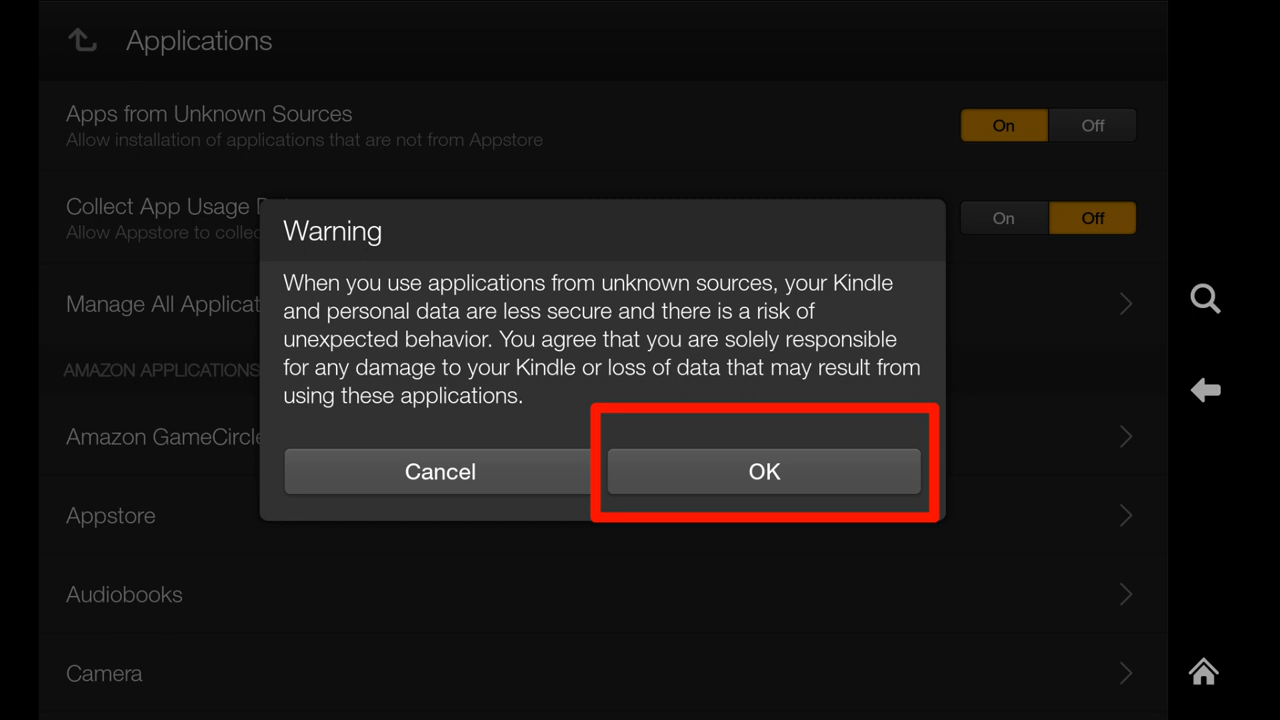 Applications
Apps from Unknown Sources
Allow installation of applications that are not from Appstore
On Off
Collect App Usage
Allow Appstore to collec
On Off
Warning
When you use applications from unknown sources, your Kindle
and personal data are less secure and there is a risk of
unexpected behavior. You agree that you are solely responsible
for any damage to your Kindle or loss of data that may result from
using these applications.
Cancel OK
Manage All Applicat
AMAZON APPLICATIONS
Amazon GameCircle
Appstore
Audiobooks
Camera